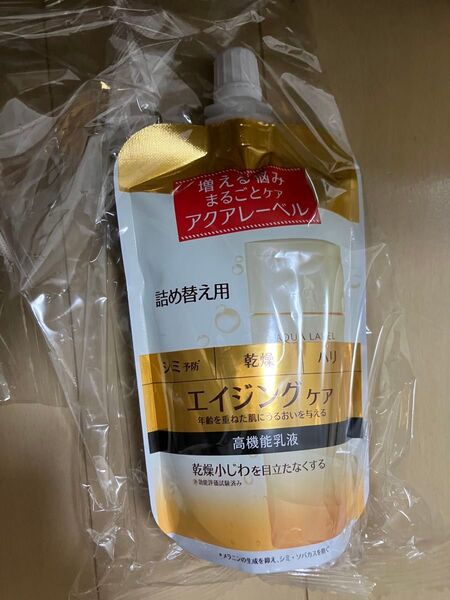 増える悩み
まるごとケア
アクアレーベル
詰め替え用
AQUA LABEL
シミ予防* 乾燥 ハリ
エイジングケア
年齢を重ねた肌にうるおいを与える
高機能乳液
乾燥小じわを目立たなくする
※効能評価試験済み
*メラニンの生成を抑え、シミ・ソバカスを防ぐ